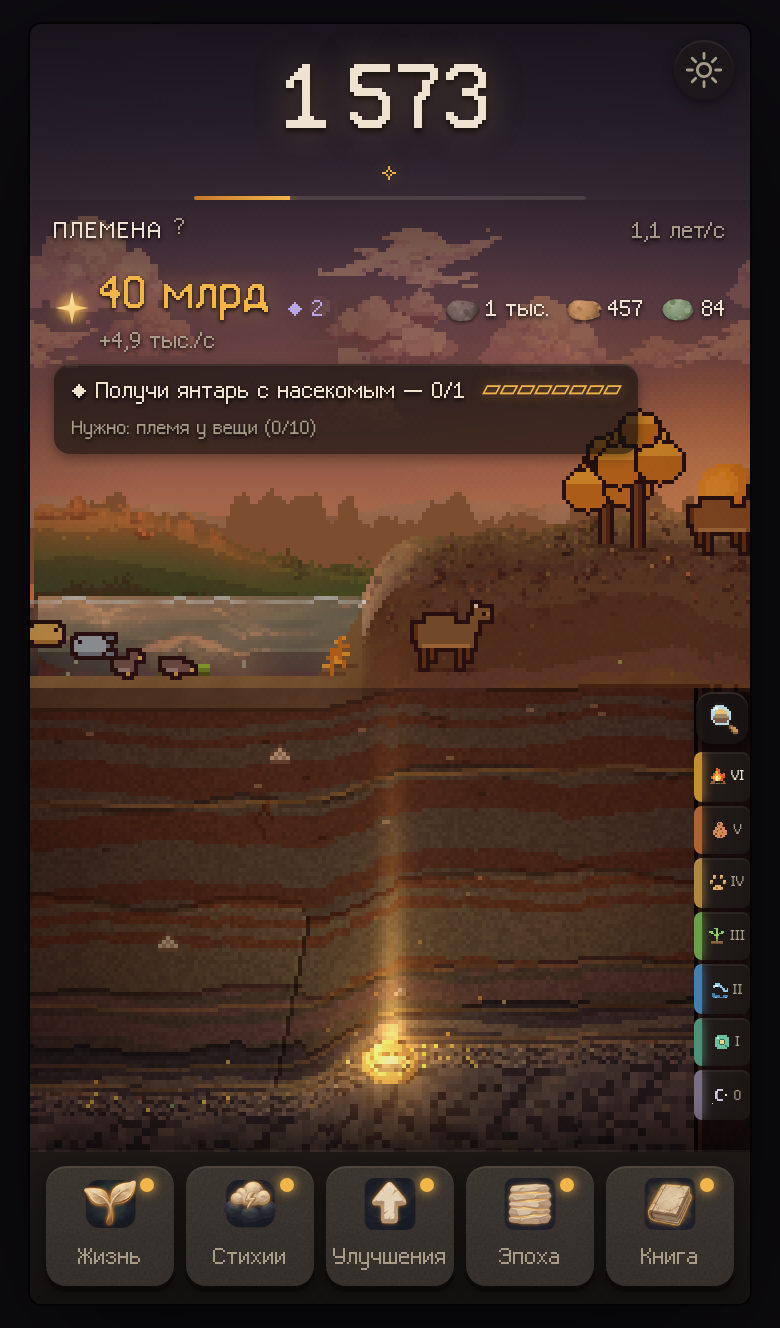 1 573
ПЛЕМЕНА ?
1,1 лет/с
40 млрд
2
1 тыс. 457 84
+4,9 тыс./с
Получи янтарь с насекомым — 0/1
Нужно: племя у вещи (0/10)
VI
V
IV
III
II
I
0
Жизнь
Стихии
Улучшения
Эпоха
Книга